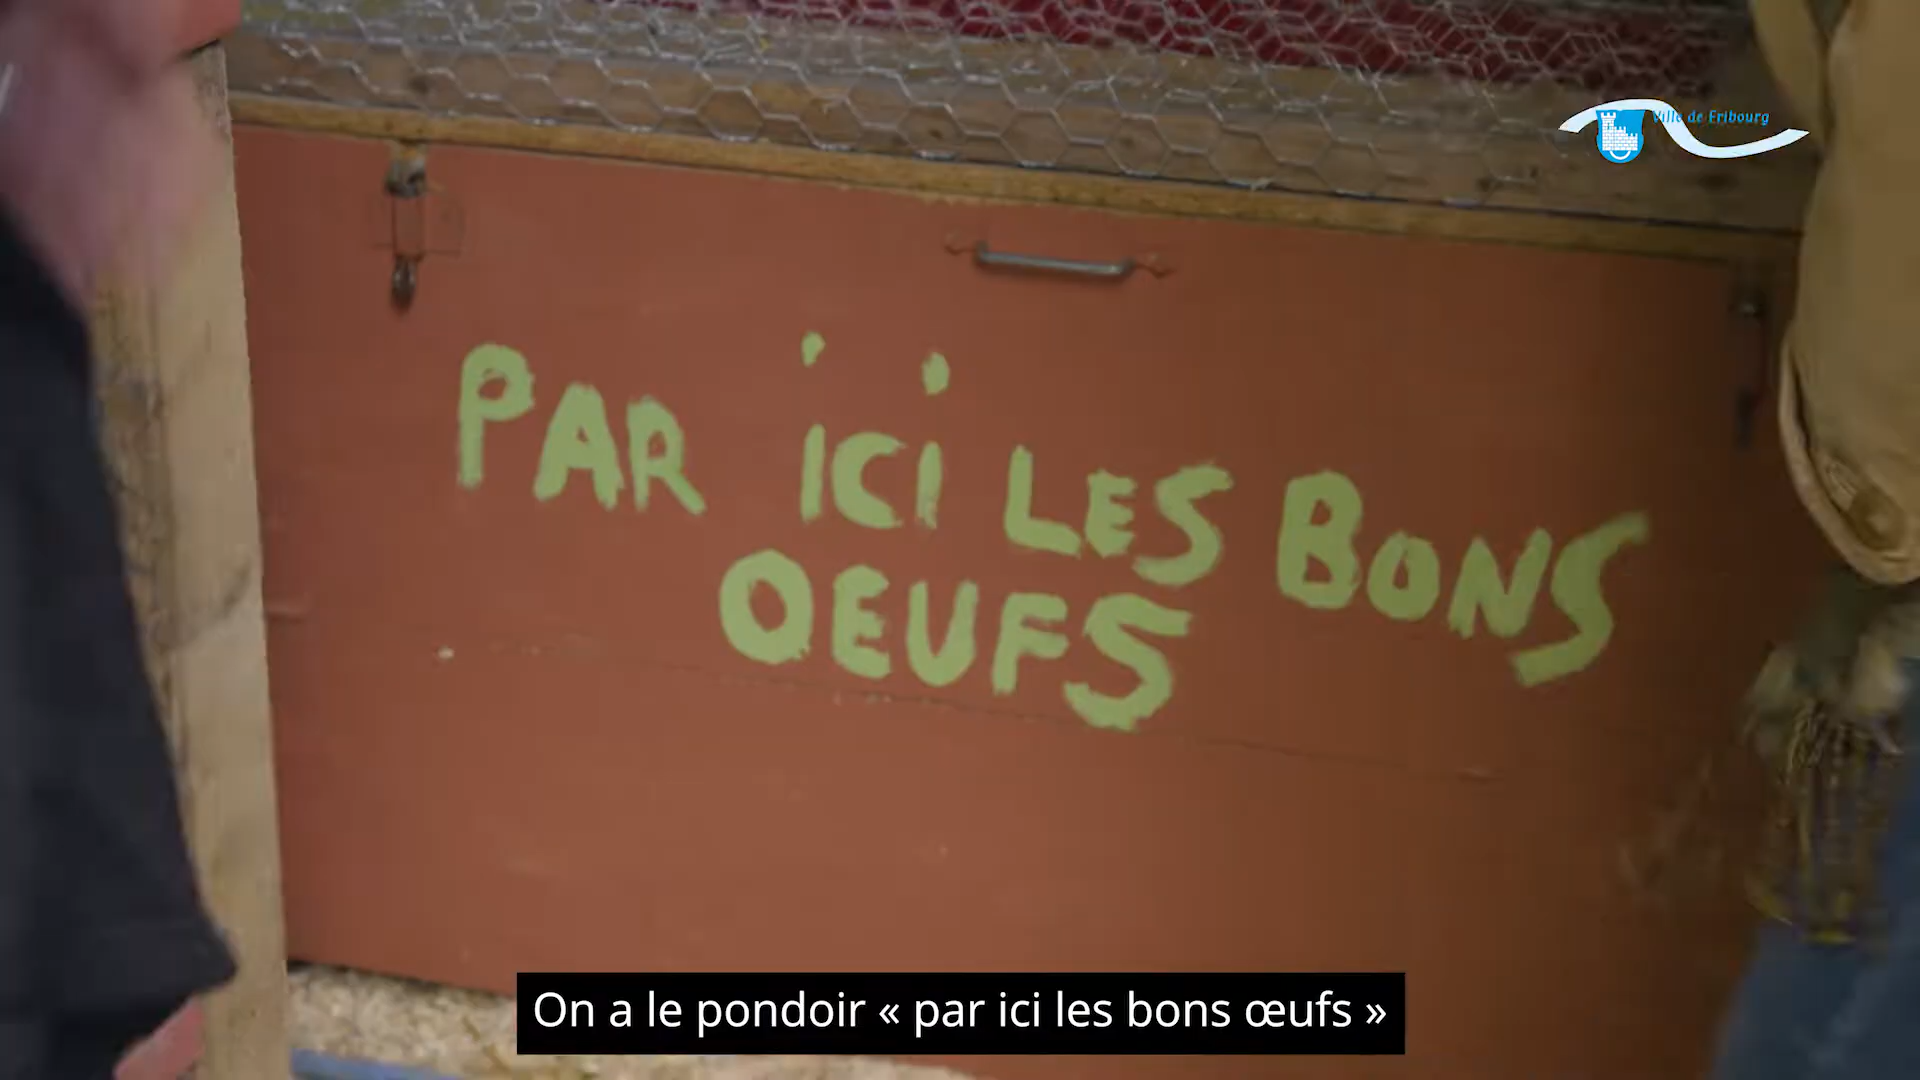 Ville de Fribourg
PAR iCi LES BONS
OEUFS
On a le pondoir « par ici les bons œufs »